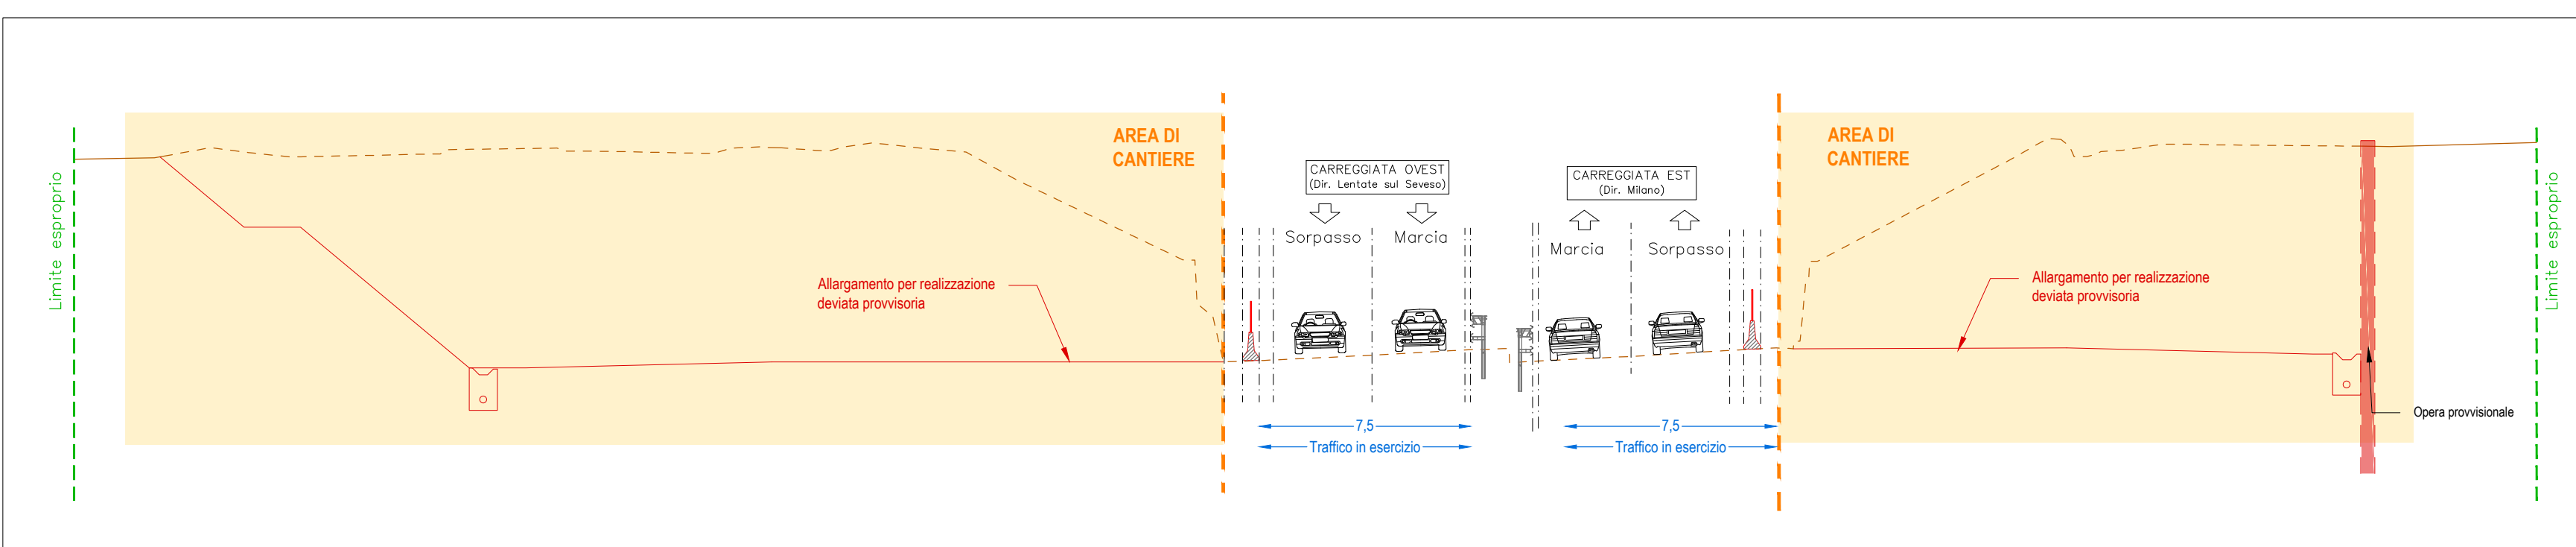 Limite esproprio
AREA DI
CANTIERE
Allargamento per realizzazione
deviata provvisoria
CARREGGIATA OVEST
(Dir. Lentate sul Seveso)
Sorpasso
Marcia
CARREGGIATA EST
(Dir. Milano)
Marcia
Sorpasso
7,5
Traffico in esercizio
7,5
Traffico in esercizio
AREA DI
CANTIERE
Allargamento per realizzazione
deviata provvisoria
Opera provvisionale
Limite esproprio